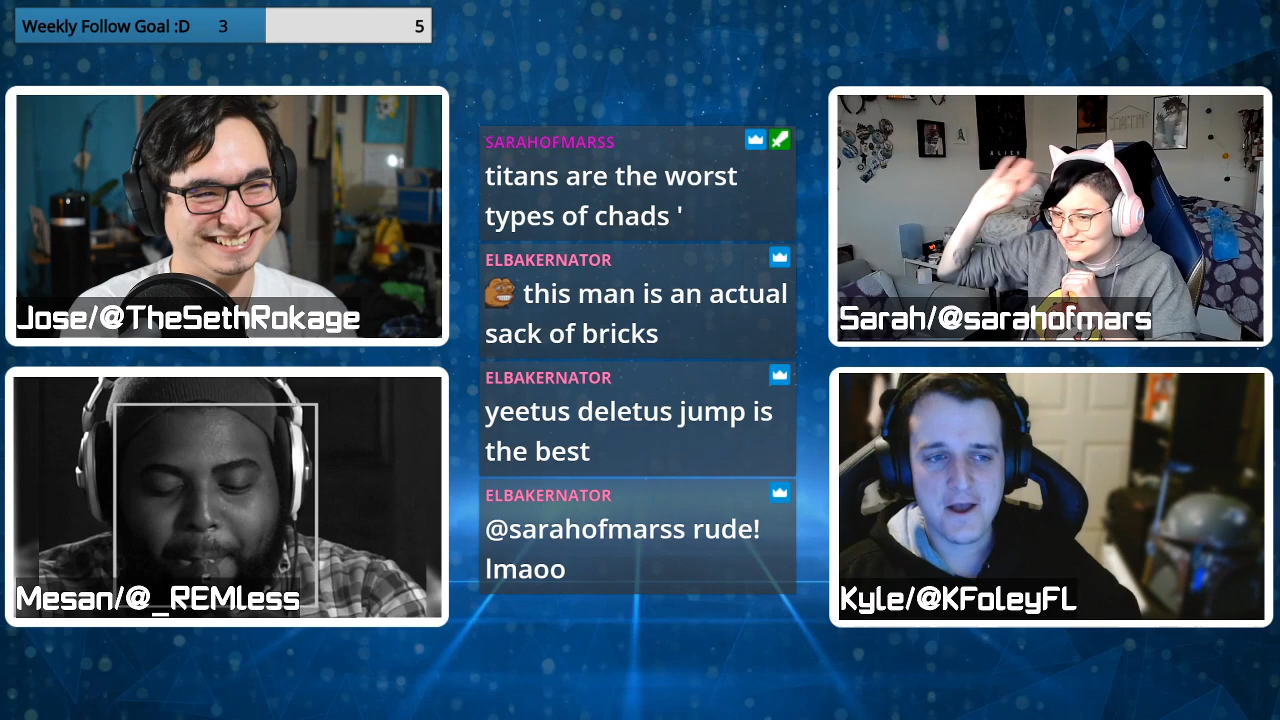 Weekly Follow Goal :D 3 5
SARAHOFMARSS
titans are the worst
types of chads '
ELBAKERNATOR
this man is an actual
sack of bricks
ELBAKERNATOR
yeetus deletus jump is
the best
ELBAKERNATOR
@sarahofmarss rude!
lmaoo
Jose/@TheSethRokage
ALIEN
Sarah/@sarahofmars
Mesan/@_REMless
Kyle/@KFoleyFL